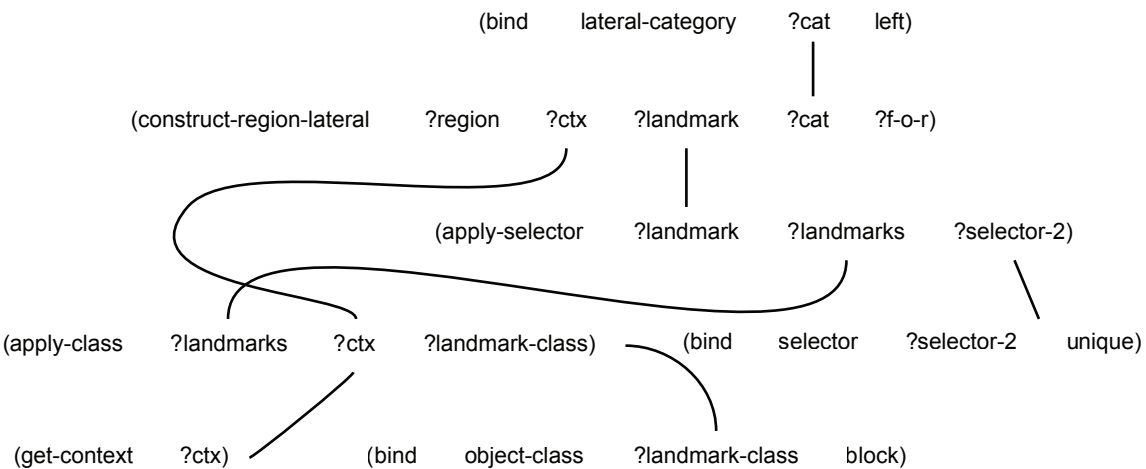 (bind lateral-category ?cat left)
(construct-region-lateral ?region ?ctx ?landmark ?cat ?f-o-r)
(apply-selector ?landmark ?landmarks ?selector-2)
(apply-class ?landmarks ?ctx ?landmark-class) (bind selector ?selector-2 unique)
(get-context ?ctx) (bind object-class ?landmark-class block)